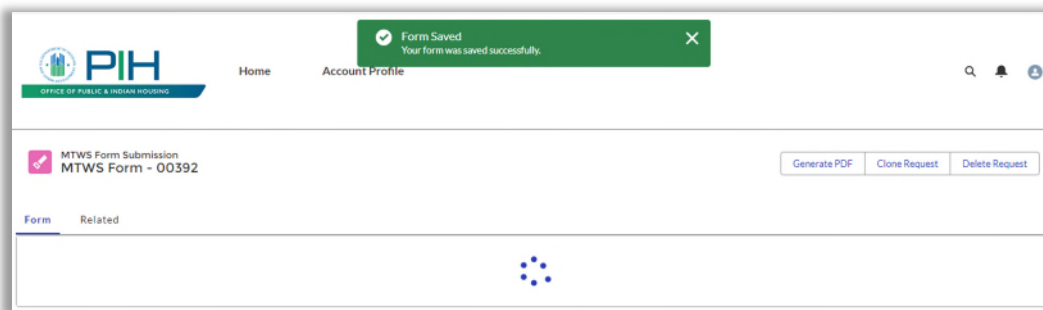 Form Saved
Your form was saved successfully.
PIH
OFFICE OF PUBLIC & INDIAN HOUSING
Home
Account Profile
MTWS Form Submission
MTWS Form - 00392
Generate PDF
Clone Request
Delete Request
Form
Related